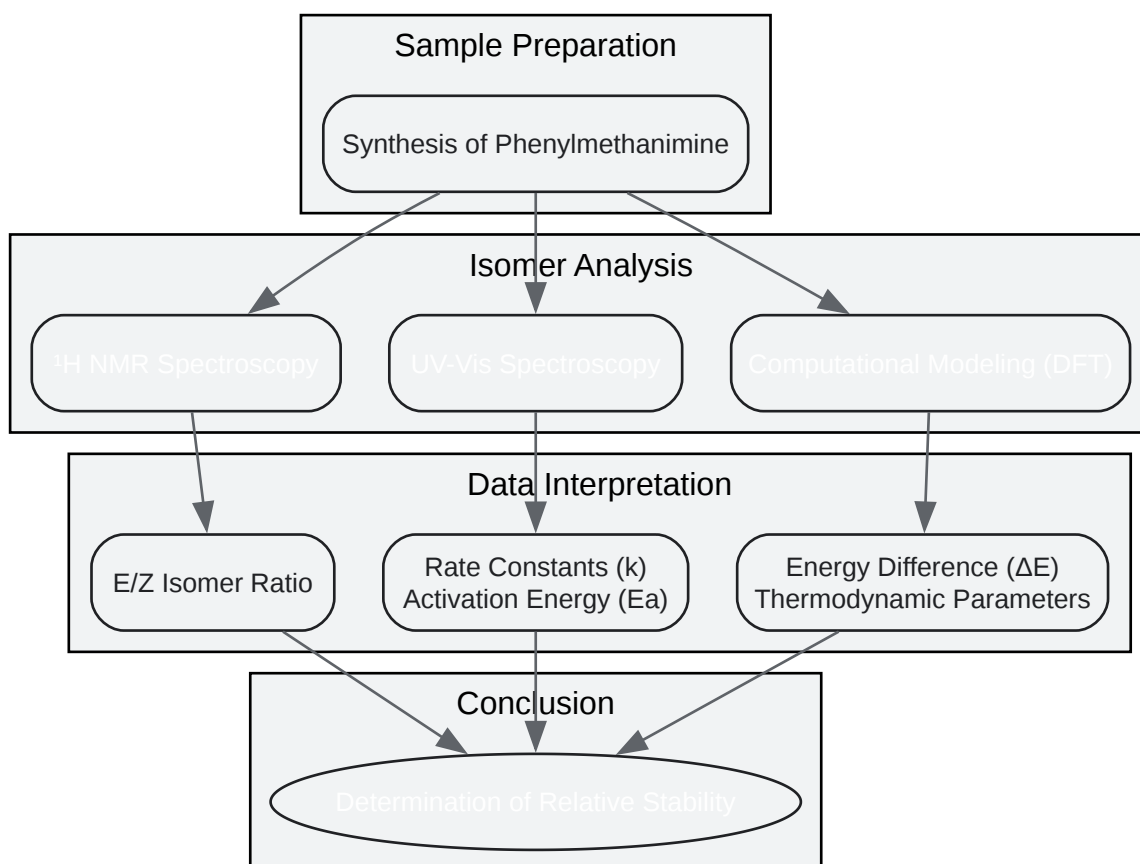 Sample Preparation
Synthesis of Phenylmethanimine
Isomer Analysis
¹H NMR Spectroscopy
UV-Vis Spectroscopy
Computational Modeling (DFT)
Data Interpretation
E/Z Isomer Ratio
Rate Constants (k)
Activation Energy (Ea)
Energy Difference (ΔE)
Thermodynamic Parameters
Conclusion
Determination of Relative Stability